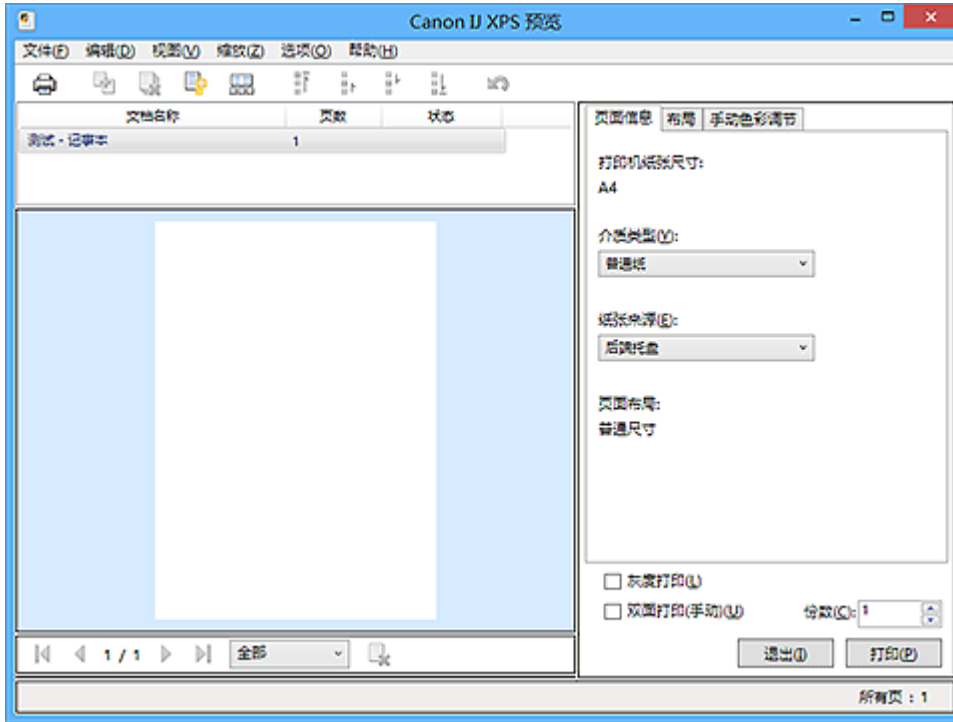 Canon IJ XPS 预览
文件(F) 编辑(D) 视图(V) 缩放(Z) 选项(O) 帮助(H)
文档名称 页数 状态
测试 - 记事本 1
页面信息 布局 手动色彩调节
打印机纸张尺寸:
A4
介质类型(Y):
普通纸
纸张来源(E):
后端托盘
页面布局:
普通尺寸
灰度打印(L)
双面打印(手动)(U) 份数(C): 1
1 / 1 全部
退出(I) 打印(P)
所有页 : 1